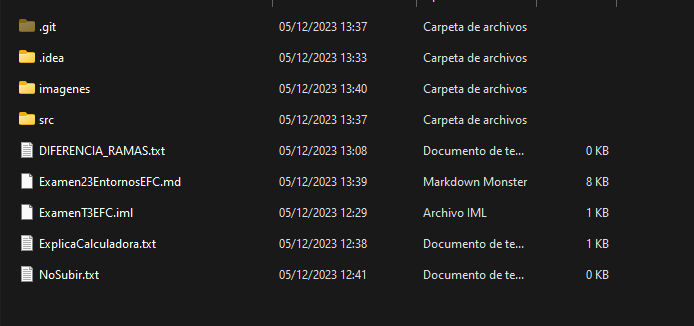 .git 05/12/2023 13:37 Carpeta de archivos
.idea 05/12/2023 13:33 Carpeta de archivos
imagenes 05/12/2023 13:40 Carpeta de archivos
src 05/12/2023 13:37 Carpeta de archivos
DIFERENCIA_RAMAS.txt 05/12/2023 13:08 Documento de te... 0 KB
Examen23EntornosEFC.md 05/12/2023 13:39 Markdown Monster 8 KB
ExamenT3EFC.iml 05/12/2023 12:29 Archivo IML 1 KB
ExplicaCalculadora.txt 05/12/2023 12:38 Documento de te... 1 KB
NoSubir.txt 05/12/2023 12:41 Documento de te... 0 KB